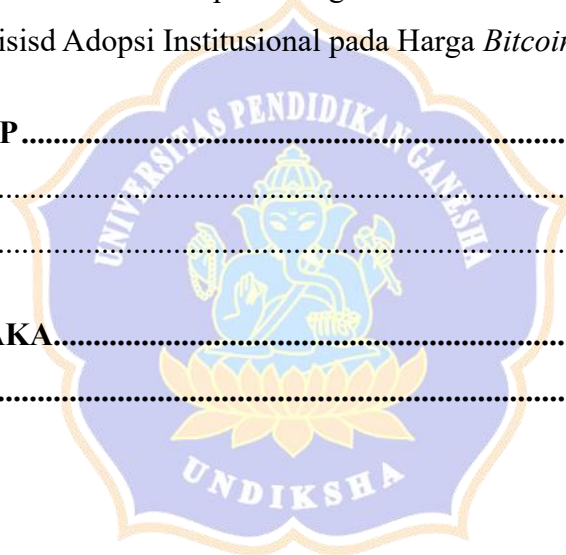 isisd Adopsi Institusional pada Harga Bitcoin
P......................................................................
........................................................................
........................................................................
AKA................................................................
........................................................................
UNIVERSITAS PENDIDIKAN GANESHA
UNDIKSHA